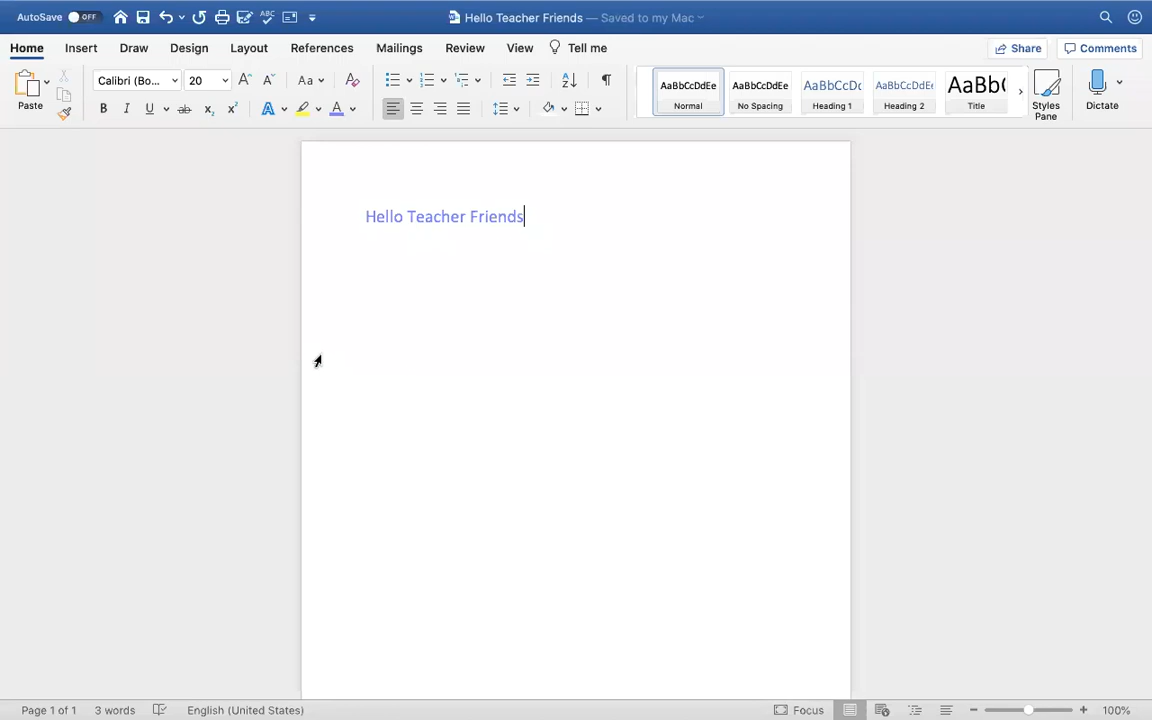 AutoSave OFF Hello Teacher Friends — Saved to my Mac
Home Insert Draw Design Layout References Mailings Review View Tell me Share Comments
Paste Calibri (Bo... 20 AaBbCcDdEe Normal AaBbCcDdEe No Spacing AaBbCcDc Heading 1 AaBbCcDdEe Heading 2 AaBb( Title Styles Pane Dictate
Hello Teacher Friends
Page 1 of 1 3 words English (United States) Focus 100%